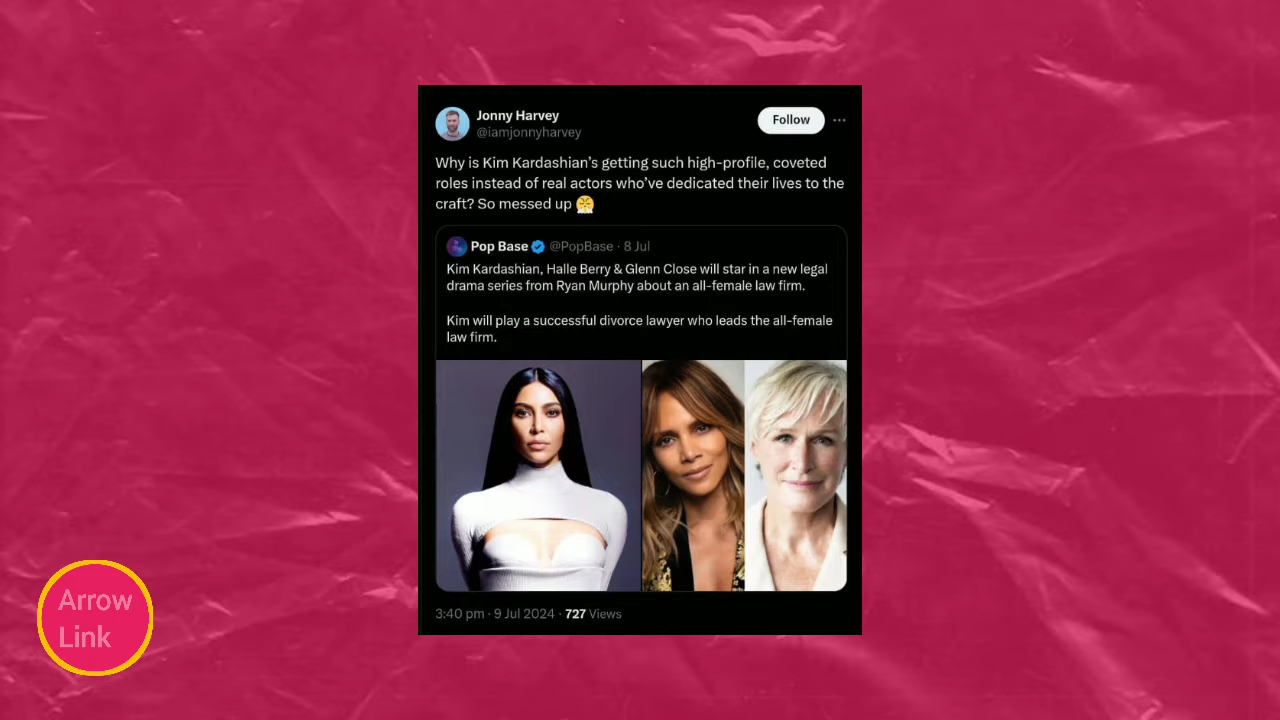 Jonny Harvey
@iamjonnyharvey
Follow
Why is Kim Kardashian's getting such high-profile, coveted
roles instead of real actors who've dedicated their lives to the
craft? So messed up 😤
Pop Base @PopBase · 8 Jul
Kim Kardashian, Halle Berry & Glenn Close will star in a new legal
drama series from Ryan Murphy about an all-female law firm.
Kim will play a successful divorce lawyer who leads the all-female
law firm.
3:40 pm · 9 Jul 2024 · 727 Views
Arrow
Link